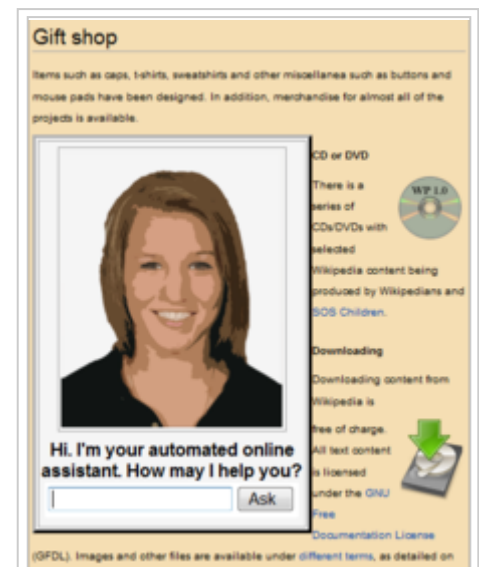 Gift shop
Items such as caps, t-shirts, sweatshirts and other miscellanea such as buttons and
mouse pads have been designed. In addition, merchandise for almost all of the
projects is available.
CD or DVD
There is a
series of
CDs/DVDs with
selected
Wikipedia content being
produced by Wikipedians and
SOS Children.
WP 1.0
Downloading
Downloading content from
Wikipedia is
free of charge.
All text content
is licensed
under the GNU
Free
Documentation License
Hi. I'm your automated online
assistant. How may I help you?
Ask
(GFDL). Images and other files are available under different terms, as detailed on